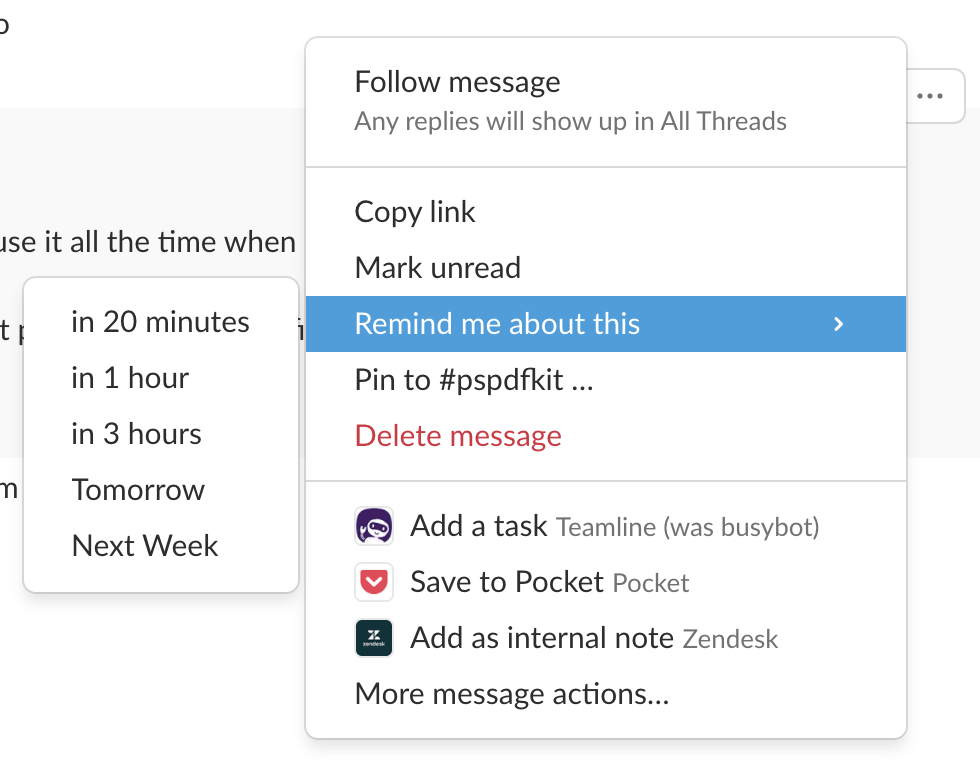 o
Follow message
Any replies will show up in All Threads
Copy link
use it all the time when
Mark unread
Remind me about this
Pin to #pspdfkit ...
Delete message
in 20 minutes
in 1 hour
in 3 hours
Tomorrow
Next Week
Add a task Teamline (was busybot)
Save to Pocket Pocket
Add as internal note Zendesk
zendesk
More message actions...